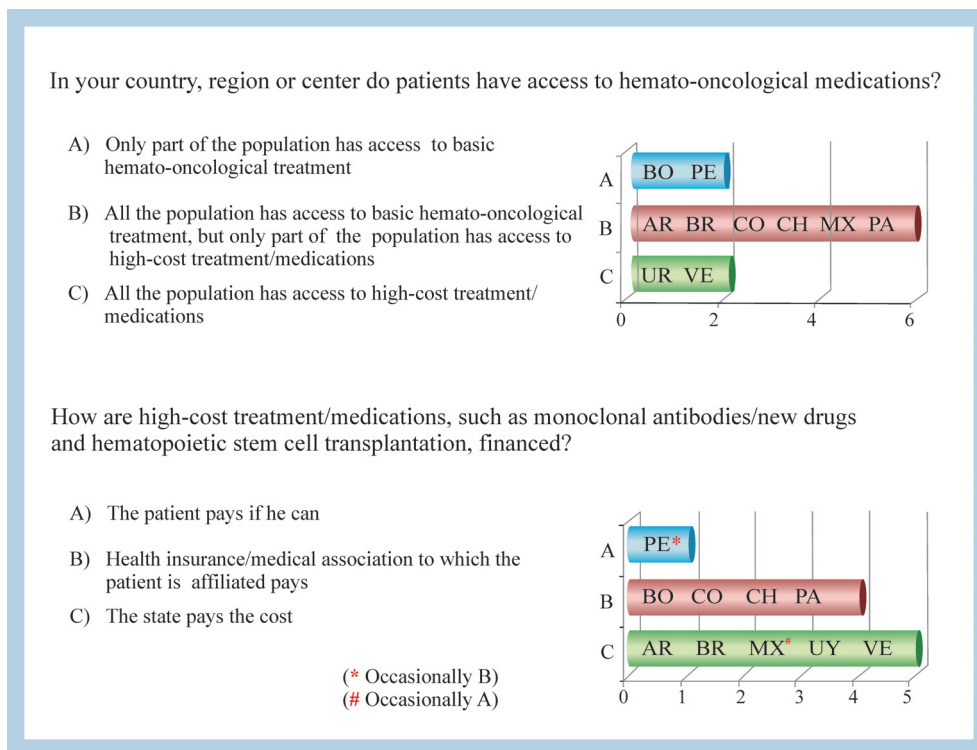 In your country, region or center do patients have access to hemato-oncological medications?
A) Only part of the population has access to basic
hemato-oncological treatment
B) All the population has access to basic hemato-oncological
treatment, but only part of the population has access to
high-cost treatment/medications
C) All the population has access to high-cost treatment/
medications
A BO PE
B AR BR CO CH MX PA
C UR VE
0 2 4 6
How are high-cost treatment/medications, such as monoclonal antibodies/new drugs
and hematopoietic stem cell transplantation, financed?
A) The patient pays if he can
B) Health insurance/medical association to which the
patient is affiliated pays
C) The state pays the cost
(* Occasionally B)
(# Occasionally A)
A PE*
B BO CO CH PA
C AR BR MX# UY VE
0 1 2 3 4 5